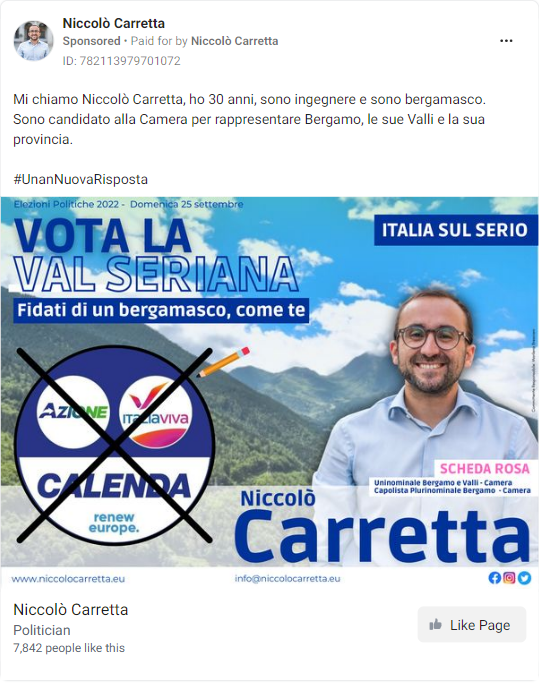 Niccolò Carretta
Sponsored • Paid for by Niccolò Carretta
ID: 782113979701072
Mi chiamo Niccolò Carretta, ho 30 anni, sono ingegnere e sono bergamasco.
Sono candidato alla Camera per rappresentare Bergamo, le sue Valli e la sua
provincia.
#UnanNuovaRisposta
Elezioni Politiche 2022 - Domenica 25 settembre
VOTA LA
VAL SERIANA
Fidati di un bergamasco, come te
ITALIA SUL SERIO
AZIONE
ITALIAVIVA
CALENDA
renew
europe.
SCHEDA ROSA
Uninominale Bergamo e Valli - Camera
Capolista Plurinominale Bergamo - Camera
Niccolò
Carretta
www.niccolocarretta.eu
info@niccolocarretta.eu
Niccolò Carretta
Politician
7,842 people like this
Like Page